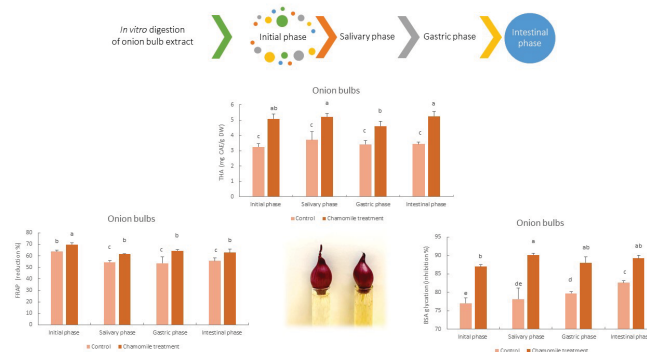 In vitro digestion
of onion bulb extract
Initial phase
Salivary phase
Gastric phase
Intestinal
phase
Onion bulbs
THA (mg CAE/g DW)
6
5
4
3
2
1
0
c
ab
c
a
c
b
c
a
Initial phase
Salivary phase
Gastric phase
Intestinal phase
Control
Chamomile treatment
Onion bulbs
FRAP (reduction %)
80
70
60
50
40
30
20
10
0
b
a
c
b
c
b
c
b
Initial phase
Salivary phase
Gastric phase
Intestinal phase
Control
Chamomile treatment
Onion bulbs
BSA glycation (inhibition %)
95
90
85
80
75
70
e
b
de
a
d
ab
c
ab
Initial phase
Salivary phase
Gastric phase
Intestinal phase
Control
Chamomile treatment